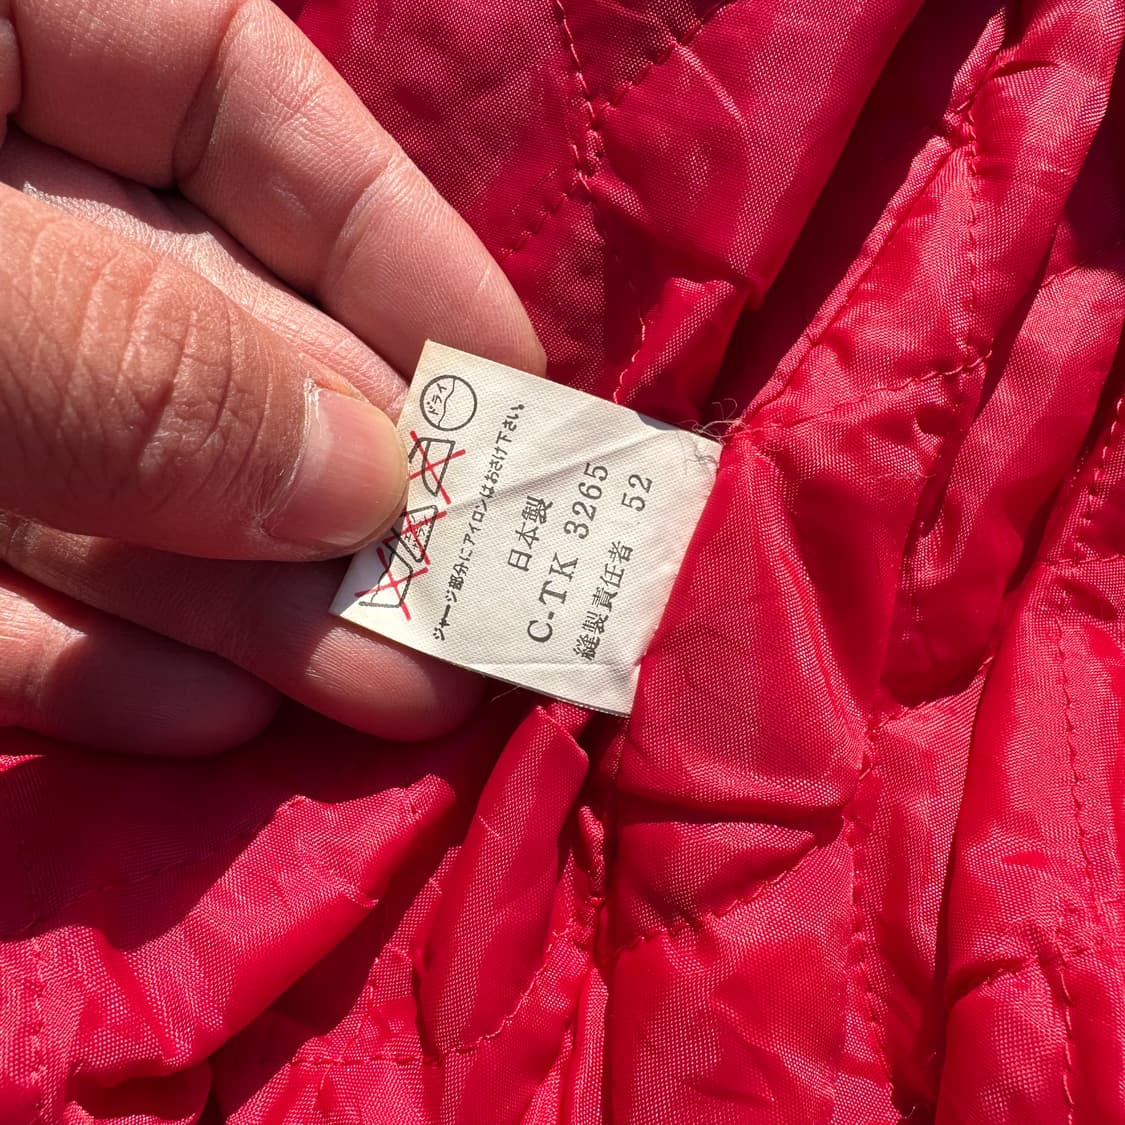 ドライ
ジャージ部分にアイロンはおさけ下さい。
日本製
C-TK 3265
縫製責任者 52